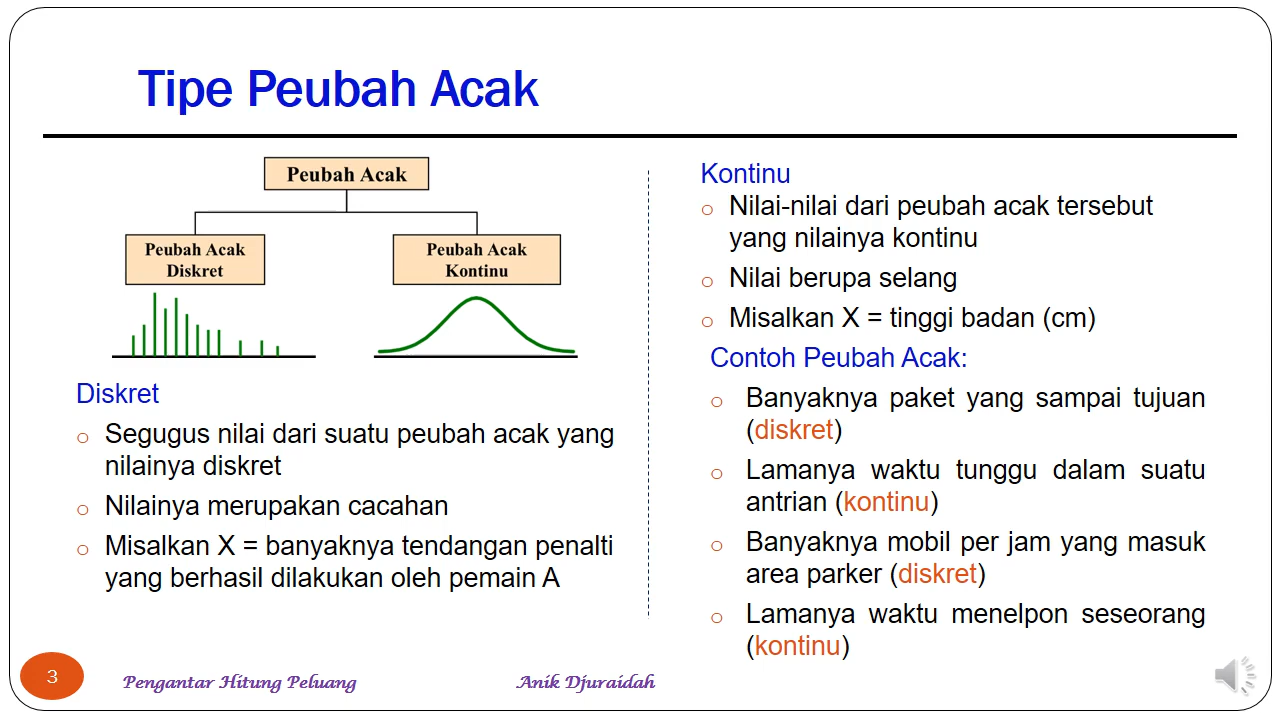 Tipe Peubah Acak
Peubah Acak
Peubah Acak
Diskret
Peubah Acak
Kontinu
Diskret
Segugus nilai dari suatu peubah acak yang
nilainya diskret
Nilainya merupakan cacahan
Misalkan X = banyaknya tendangan penalti
yang berhasil dilakukan oleh pemain A
Kontinu
Nilai-nilai dari peubah acak tersebut
yang nilainya kontinu
Nilai berupa selang
Misalkan X = tinggi badan (cm)
Contoh Peubah Acak:
Banyaknya paket yang sampai tujuan
(diskret)
Lamanya waktu tunggu dalam suatu
antrian (kontinu)
Banyaknya mobil per jam yang masuk
area parker (diskret)
Lamanya waktu menelpon seseorang
(kontinu)
3
Pengantar Hitung Peluang
Anik Djuraidah